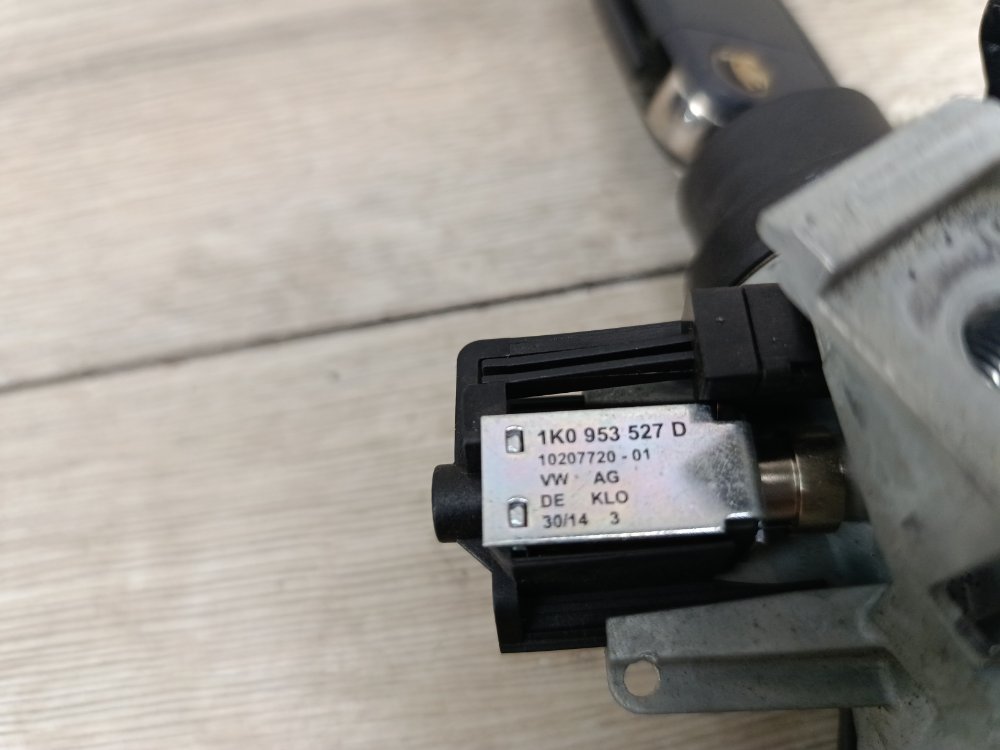 1K0 953 527 D
10207720 - 01
VW AG
DE KLO
30/14 3